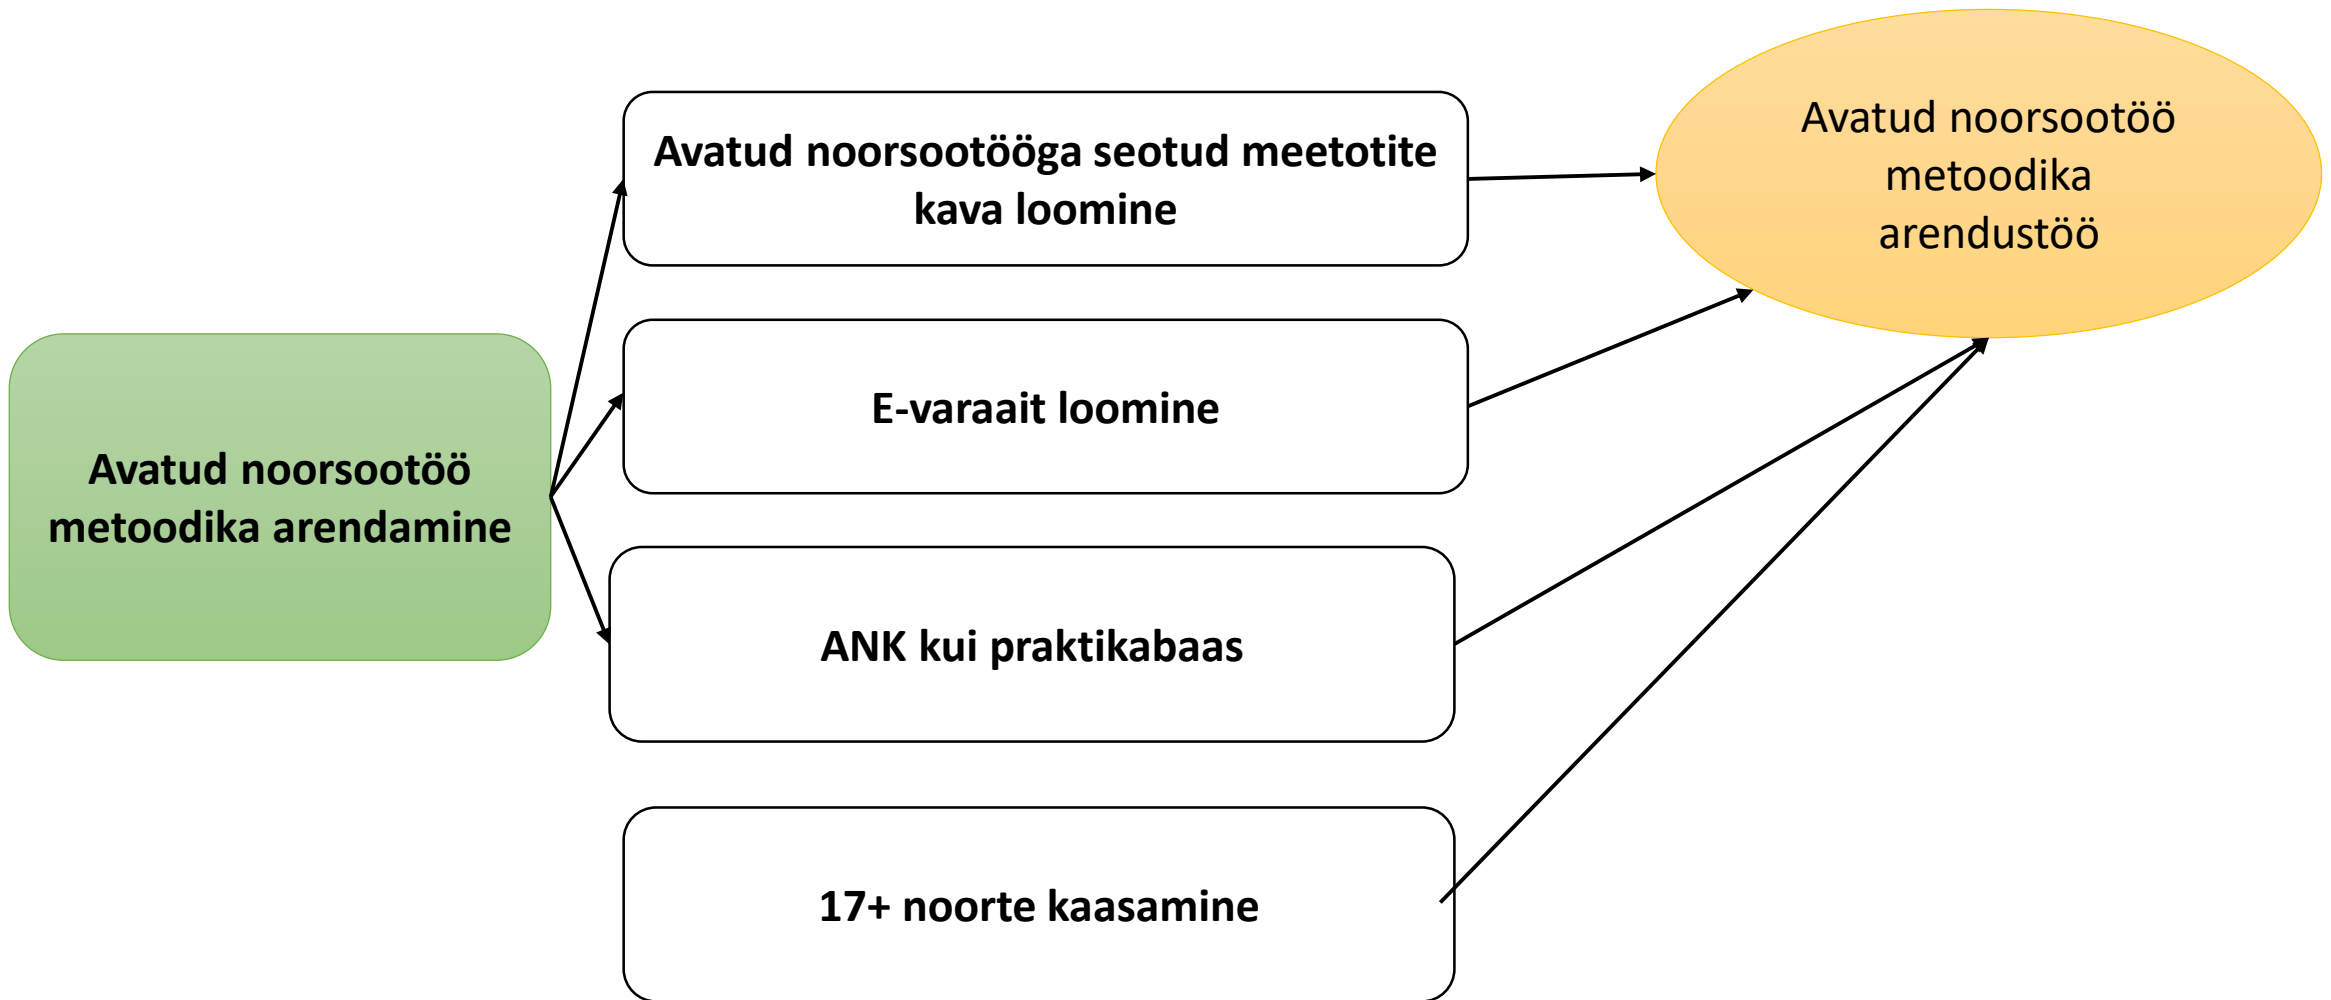 Avatud noorsootöö
metoodika arendamine
Avatud noorsootööga seotud meetotite
kava loomine
E-varaait loomine
ANK kui praktikabaas
17+ noorte kaasamine
Avatud noorsootöö
metoodika
arendustöö